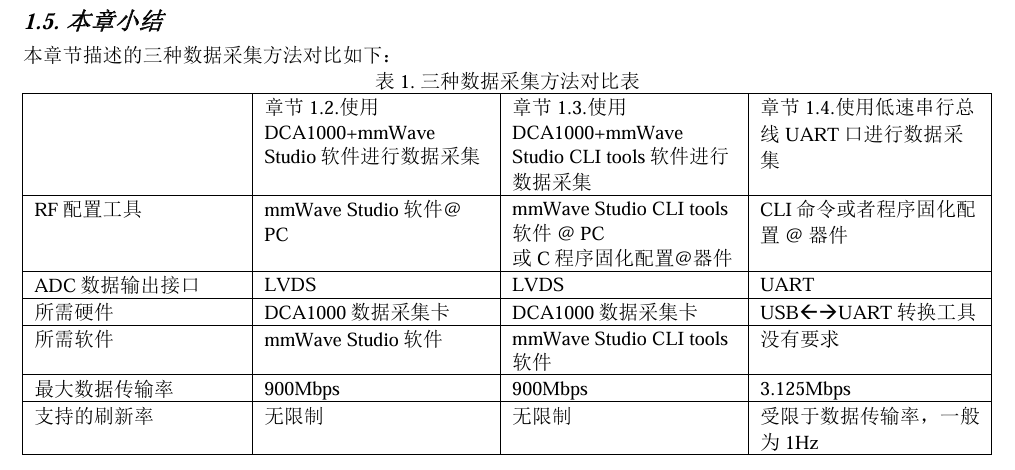 1.5. 本章小结
本章节描述的三种数据采集方法对比如下：
表 1. 三种数据采集方法对比表
章节 1.2.使用
DCA1000+mmWave
Studio 软件进行数据采集
章节 1.3.使用
DCA1000+mmWave
Studio CLI tools 软件进行
数据采集
章节 1.4.使用低速串行总
线 UART 口进行数据采
集
RF 配置工具
mmWave Studio 软件@
PC
mmWave Studio CLI tools
软件 @ PC
或 C 程序固化配置@器件
CLI 命令或者程序固化配
置 @ 器件
ADC 数据输出接口
LVDS
LVDS
UART
所需硬件
DCA1000 数据采集卡
DCA1000 数据采集卡
USB←→UART 转换工具
所需软件
mmWave Studio 软件
mmWave Studio CLI tools
软件
没有要求
最大数据传输率
900Mbps
900Mbps
3.125Mbps
支持的刷新率
无限制
无限制
受限于数据传输率，一般
为 1Hz